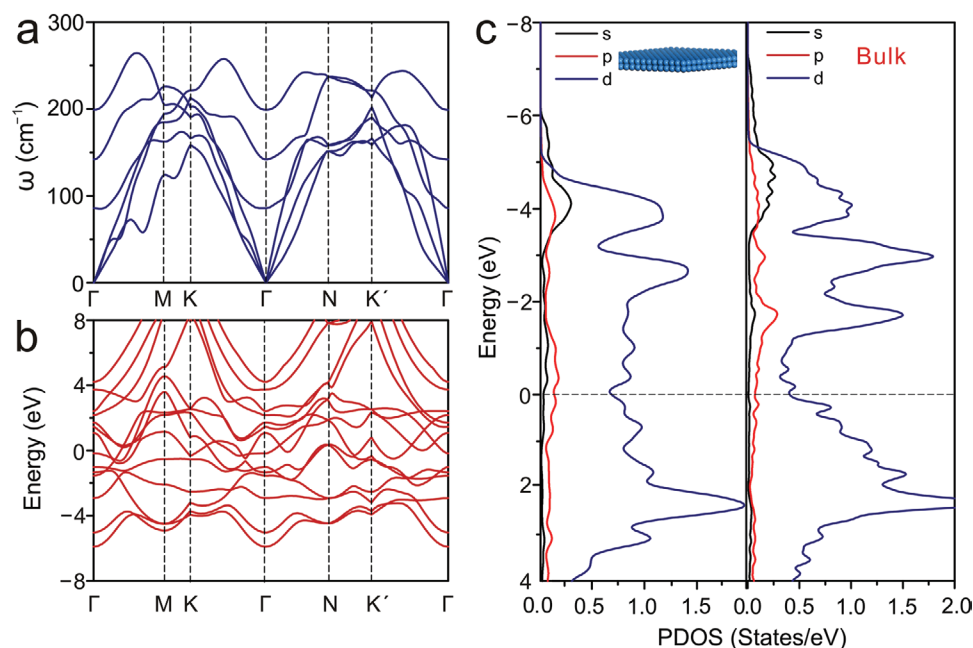 a
300
200
100
0
ω (cm⁻¹)
Γ M K Γ N K´ Γ
b
8
4
0
−4
−8
Energy (eV)
Γ M K Γ N K´ Γ
c
−8
−6
−4
−2
0
2
4
Energy (eV)
s
p
d
s
p
d
Bulk
0.0 0.5 1.0 1.5 0.0 0.5 1.0 1.5 2.0
PDOS (States/eV)